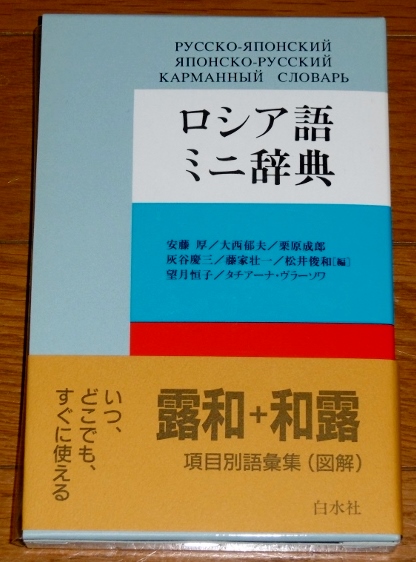 РУССКО-ЯПОНСКИЙ
ЯПОНСКО-РУССКИЙ
КАРМАННЫЙ СЛОВАРЬ
ロシア語
ミニ辞典
安藤 厚／大西郁夫／栗原成郎
灰谷慶三／藤家壮一／松井俊和[編]
望月恒子／タチアーナ・ヴラーソワ
いつ、
どこでも、
すぐに使える
露和+和露
項目別語彙集(図解)
白水社